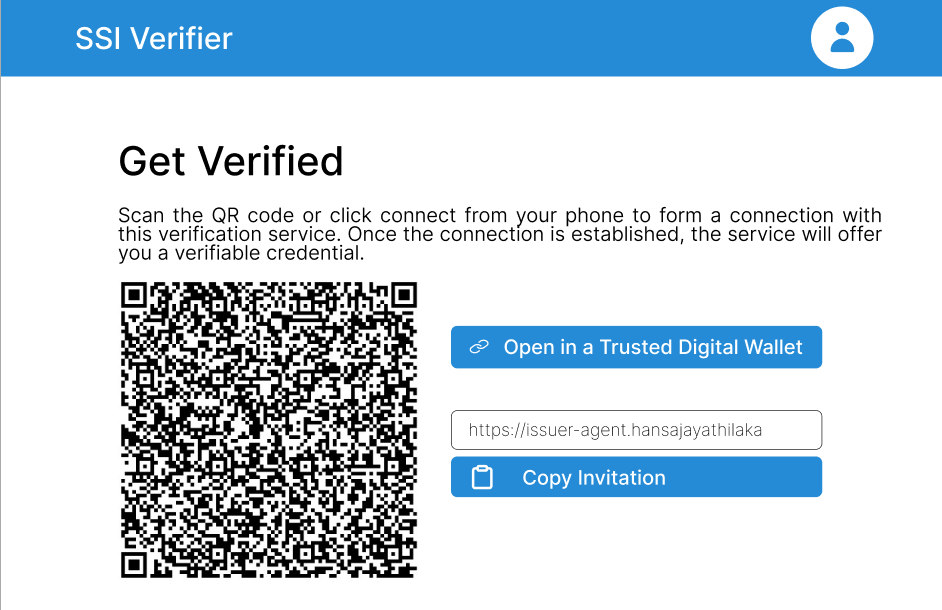 SSI Verifier
Get Verified
Scan the QR code or click connect from your phone to form a connection with
this verification service. Once the connection is established, the service will offer
you a verifiable credential.
Open in a Trusted Digital Wallet
https://issuer-agent.hansajayathilaka
Copy Invitation